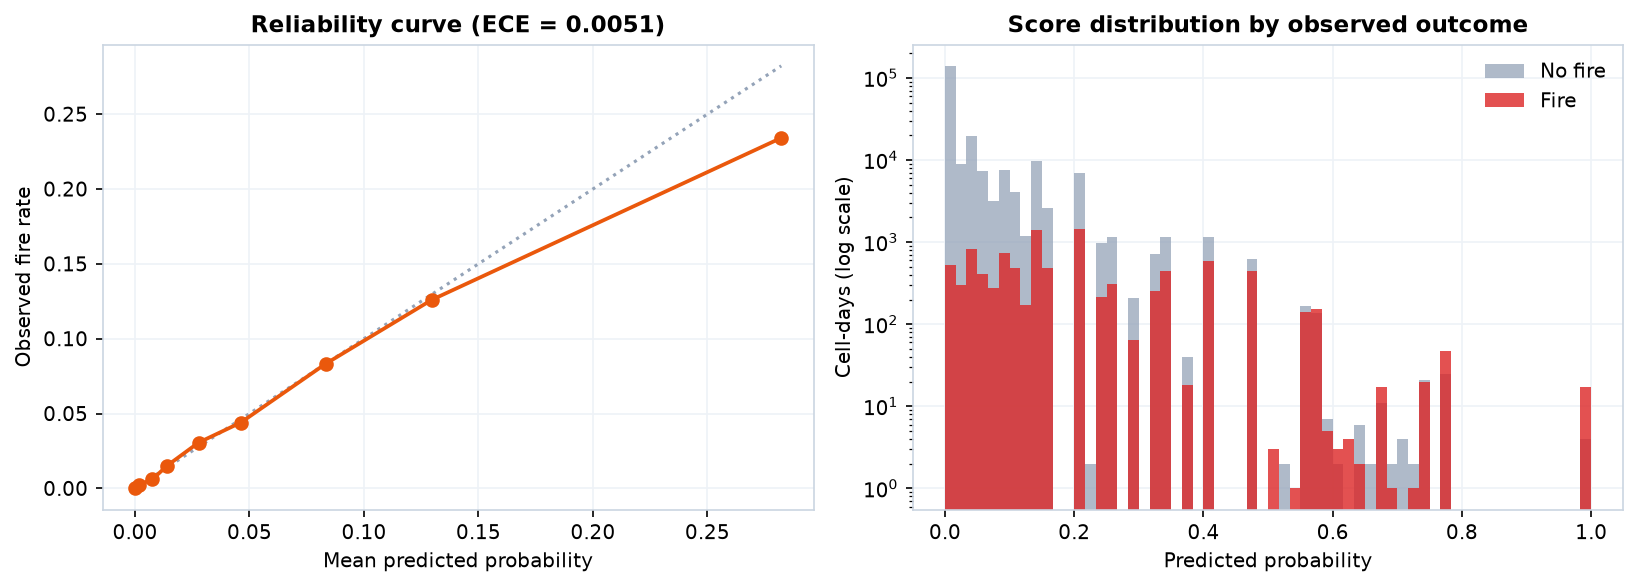 Reliability curve (ECE = 0.0051)
Observed fire rate
0.25
0.20
0.15
0.10
0.05
0.00
0.00 0.05 0.10 0.15 0.20 0.25
Mean predicted probability
Score distribution by observed outcome
No fire
Fire
Cell-days (log scale)
10⁵
10⁴
10³
10²
10¹
10⁰
0.0 0.2 0.4 0.6 0.8 1.0
Predicted probability